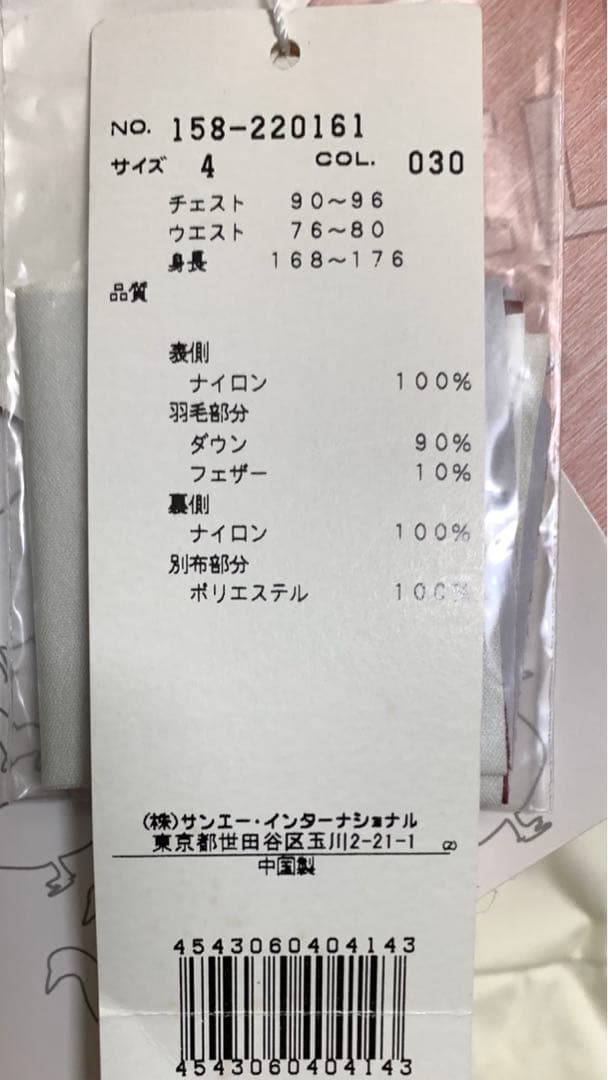 NO. 158-220161
サイズ 4 COL. 030
チェスト 90～96
ウエスト 76～80
身長 168～176
品質
表側
ナイロン 100%
羽毛部分
ダウン 90%
フェザー 10%
裏側
ナイロン 100%
別布部分
ポリエステル 100%
(株)サンエー・インターナショナル
東京都世田谷区玉川2-21-1
中国製
4543060404143
4543060404143